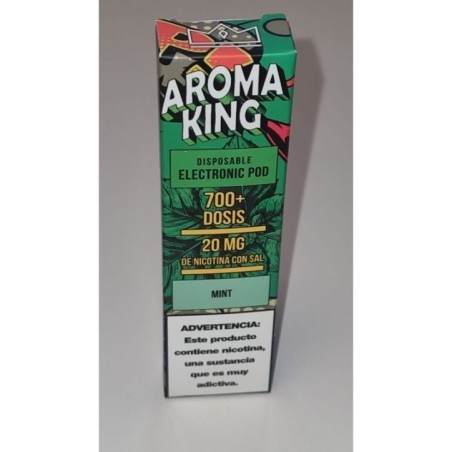 AROMA
KING
DISPOSABLE
ELECTRONIC POD
700+
DOSIS
20 MG
DE NICOTINA CON SAL
MINT
ADVERTENCIA:
Este producto
contiene nicotina,
una sustancia
que es muy
adictiva.